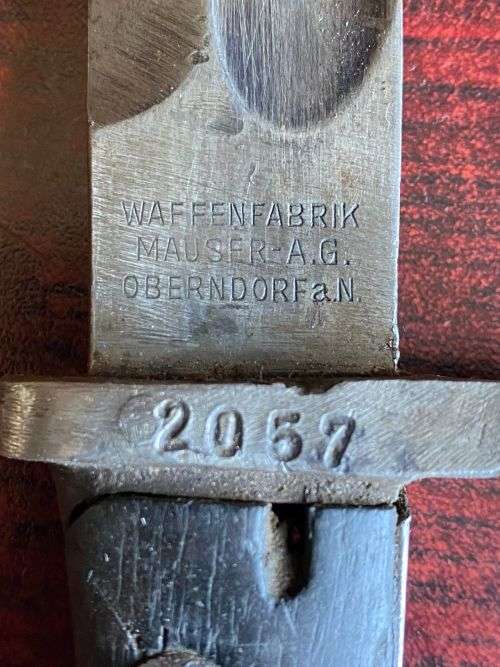 WAFFENFABRIK
MAUSER-A.G.
OBERNDORFa.N.
2057